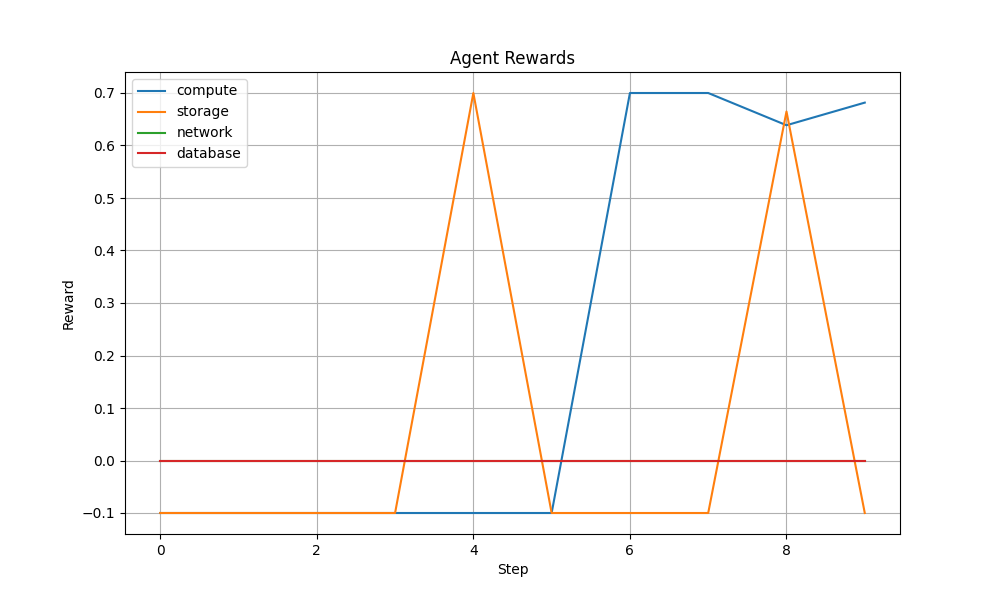 Agent Rewards
compute
storage
network
database
0.7
0.6
0.5
0.4
0.3
0.2
0.1
0.0
−0.1
Reward
0 2 4 6 8
Step